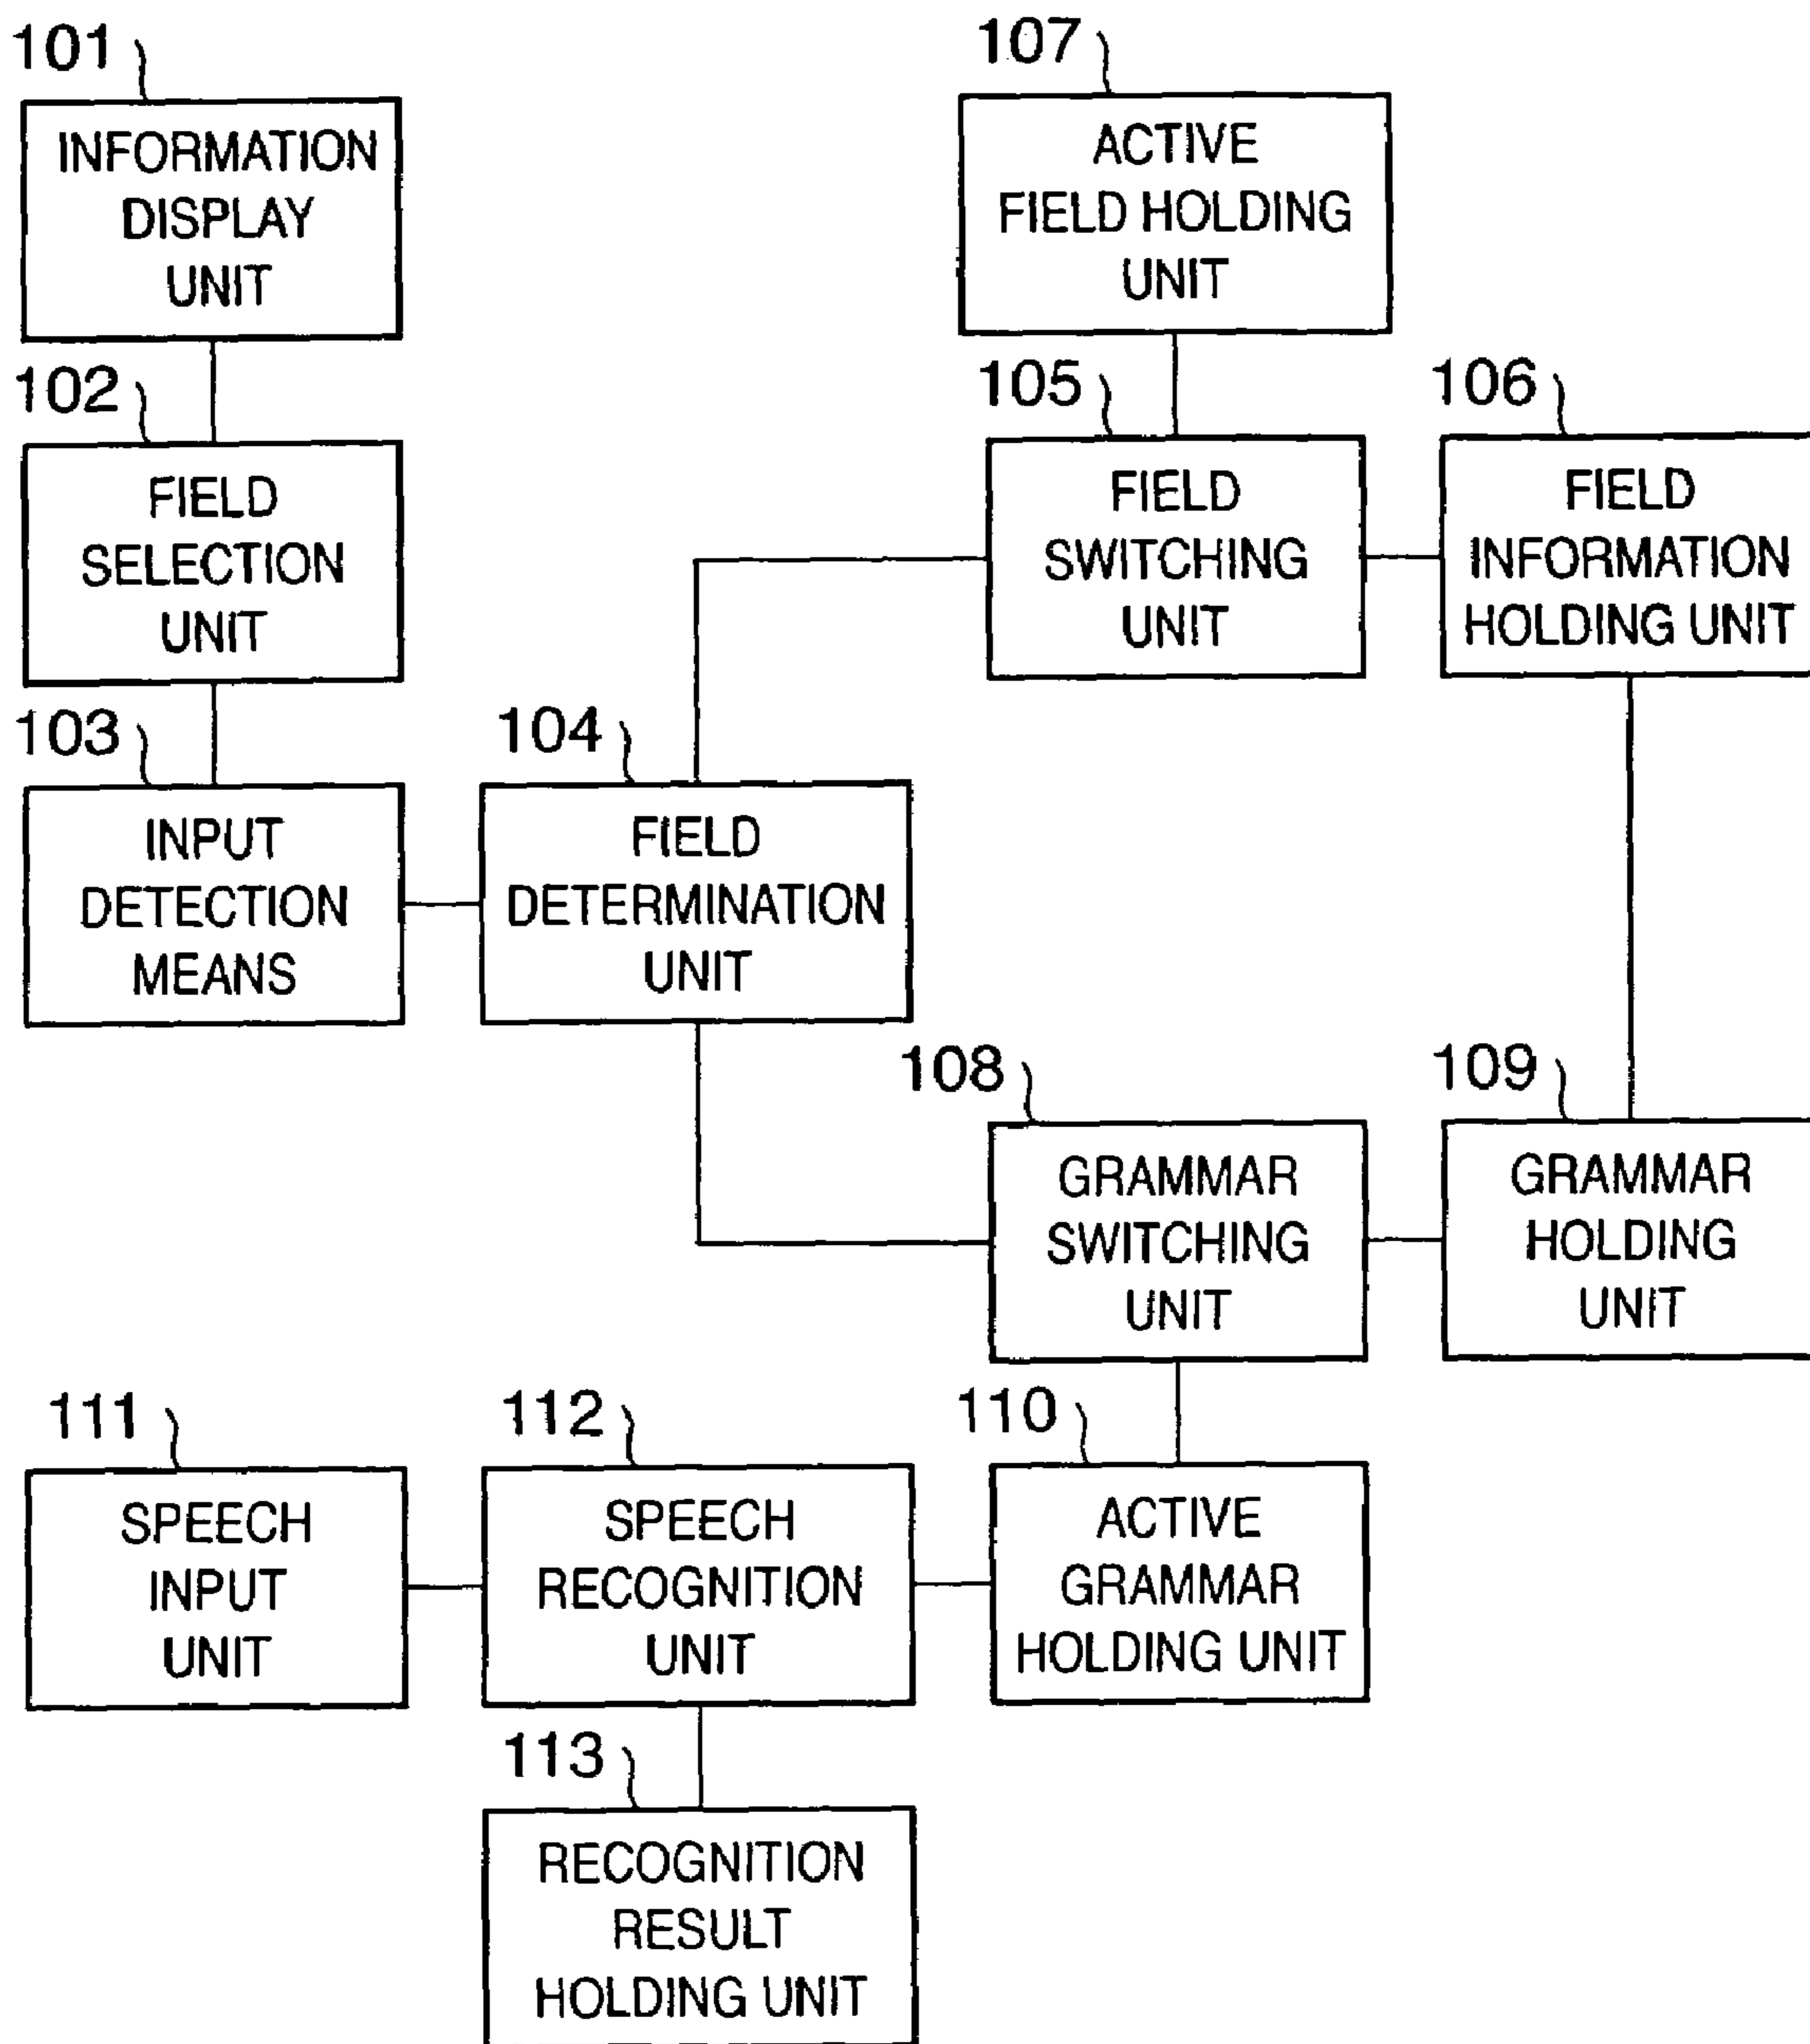 101
INFORMATION
DISPLAY
UNIT
107
ACTIVE
FIELD HOLDING
UNIT
102
FIELD
SELECTION
UNIT
105
FIELD
SWITCHING
UNIT
106
FIELD
INFORMATION
HOLDING UNIT
103
INPUT
DETECTION
MEANS
104
FIELD
DETERMINATION
UNIT
108
GRAMMAR
SWITCHING
UNIT
109
GRAMMAR
HOLDING
UNIT
111
SPEECH
INPUT
UNIT
112
SPEECH
RECOGNITION
UNIT
110
ACTIVE
GRAMMAR
HOLDING UNIT
113
RECOGNITION
RESULT
HOLDING UNIT